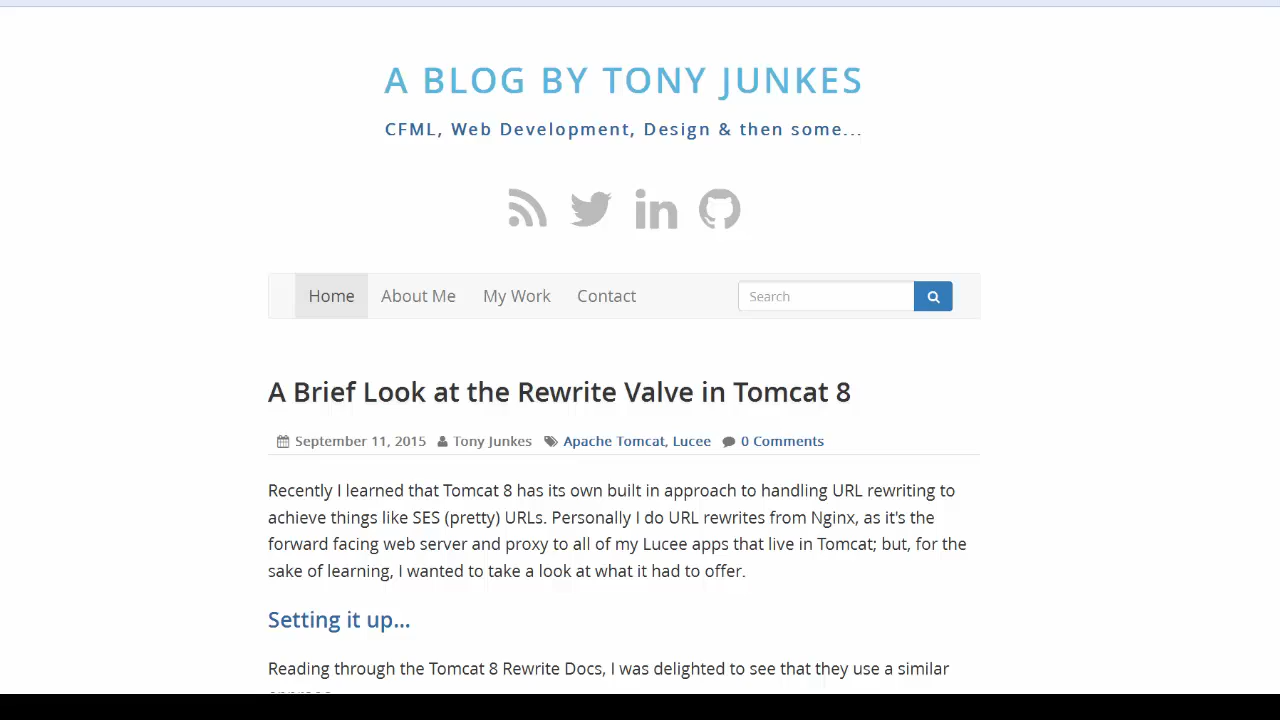 A BLOG BY TONY JUNKES
CFML, Web Development, Design & then some...
Home About Me My Work Contact Search
A Brief Look at the Rewrite Valve in Tomcat 8
September 11, 2015 Tony Junkes Apache Tomcat, Lucee 0 Comments
Recently I learned that Tomcat 8 has its own built in approach to handling URL rewriting to
achieve things like SES (pretty) URLs. Personally I do URL rewrites from Nginx, as it's the
forward facing web server and proxy to all of my Lucee apps that live in Tomcat; but, for the
sake of learning, I wanted to take a look at what it had to offer.
Setting it up...
Reading through the Tomcat 8 Rewrite Docs, I was delighted to see that they use a similar